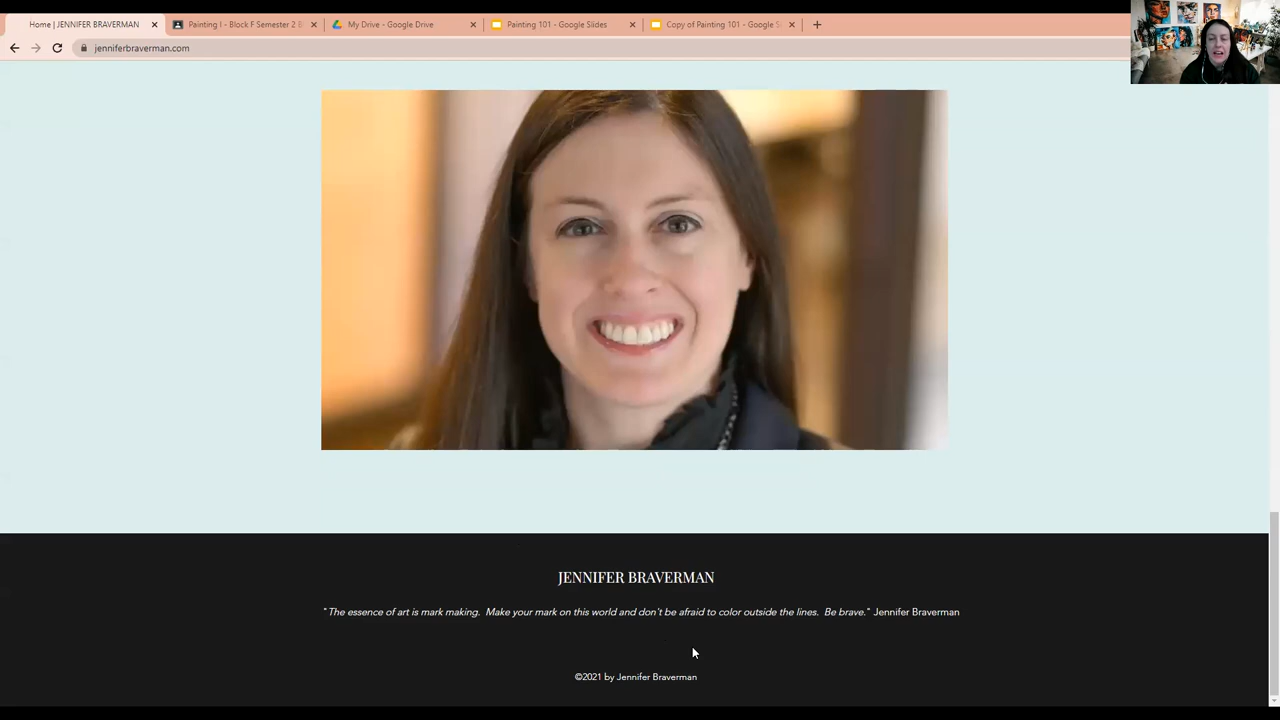 Home | JENNIFER BRAVERMAN
Painting I - Block F Semester 2
My Drive - Google Drive
Painting 101 - Google Slides
Copy of Painting 101 - Google S
jenniferbraverman.com
JENNIFER BRAVERMAN
"The essence of art is mark making. Make your mark on this world and don't be afraid to color outside the lines. Be brave." Jennifer Braverman
©2021 by Jennifer Braverman